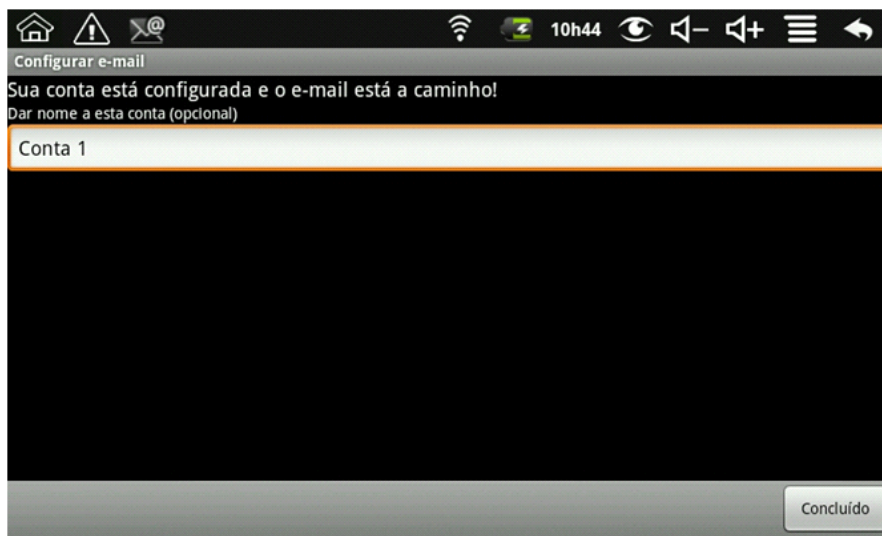 10h44
Configurar e-mail
Sua conta está configurada e o e-mail está a caminho!
Dar nome a esta conta (opcional)
Conta 1
Concluído